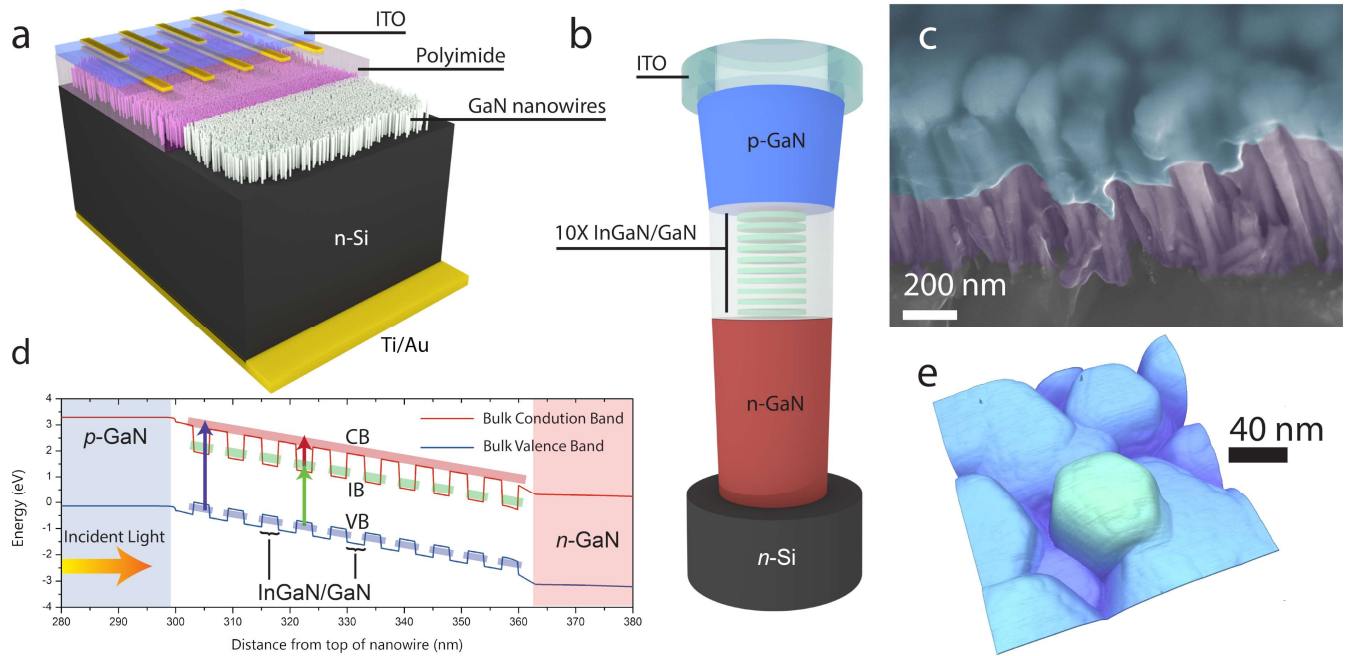 a
ITO
Polyimide
GaN nanowires
n-Si
Ti/Au
b
ITO
p-GaN
10X InGaN/GaN
n-GaN
n-Si
c
200 nm
d
4
3
2
1
0
-1
-2
-3
-4
Energy (eV)
p-GaN
Bulk Condution Band
Bulk Valence Band
CB
IB
VB
Incident Light
InGaN/GaN
n-GaN
280 290 300 310 320 330 340 350 360 370 380
Distance from top of nanowire (nm)
e
40 nm